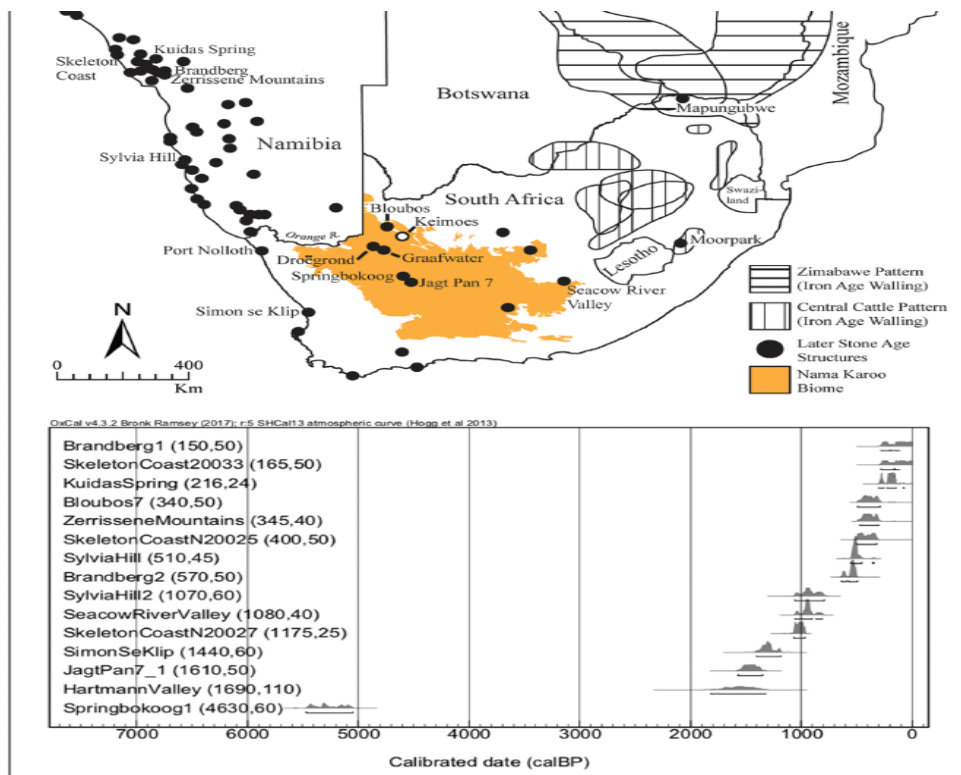 Kuidas Spring
Skeleton
Coast
Brandberg
Zerrissene Mountains
Botswana
Mozambique
Mapungubwe
Namibia
Sylvia Hill
South Africa
Swazi-
land
Bloubos
Keimoes
Orange R.
Port Nolloth
Moorpark
Droegrond
Graafwater
Lesotho
Springbokoog
Jagt Pan 7
Seacow River
Valley
Simon se Klip
N
0
400
Km
Zimabawe Pattern
(Iron Age Walling)
Central Cattle Pattern
(Iron Age Walling)
Later Stone Age
Structures
Nama Karoo
Biome
OxCal v4.3.2 Bronk Ramsey (2017); r:5 SHCal13 atmospheric curve (Hogg et al 2013)
Brandberg1 (150,50)
SkeletonCoast20033 (165,50)
KuidasSpring (216,24)
Bloubos7 (340,50)
ZerrisseneMountains (345,40)
SkeletonCoastN20025 (400,50)
SylviaHill (510,45)
Brandberg2 (570,50)
SylviaHill2 (1070,60)
SeacowRiverValley (1080,40)
SkeletonCoastN20027 (1175,25)
SimonSeKlip (1440,60)
JagtPan7_1 (1610,50)
HartmannValley (1690,110)
Springbokoog1 (4630,60)
7000 6000 5000 4000 3000 2000 1000 0
Calibrated date (calBP)